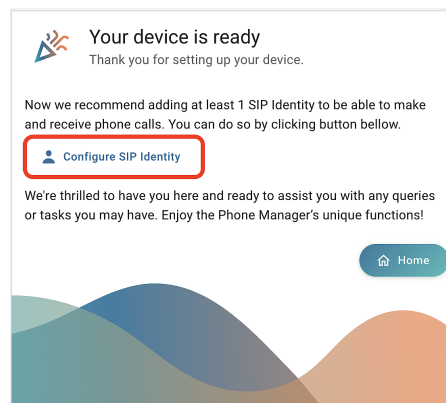 Your device is ready
Thank you for setting up your device.
Now we recommend adding at least 1 SIP Identity to be able to make
and receive phone calls. You can do so by clicking button bellow.
Configure SIP Identity
We're thrilled to have you here and ready to assist you with any queries
or tasks you may have. Enjoy the Phone Manager's unique functions!
Home